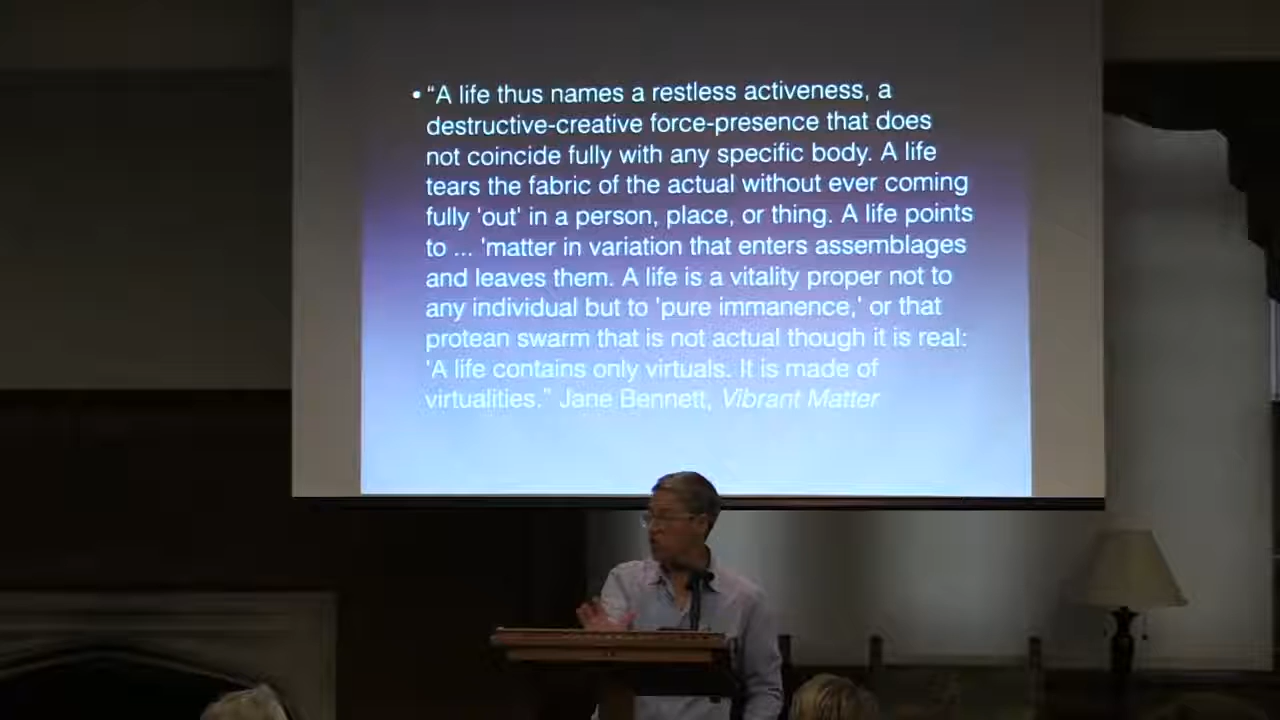 • “A life thus names a restless activeness, a
destructive-creative force-presence that does
not coincide fully with any specific body. A life
tears the fabric of the actual without ever coming
fully 'out' in a person, place, or thing. A life points
to ... 'matter in variation that enters assemblages
and leaves them. A life is a vitality proper not to
any individual but to 'pure immanence,' or that
protean swarm that is not actual though it is real:
'A life contains only virtuals. It is made of
virtualities.” Jane Bennett, Vibrant Matter